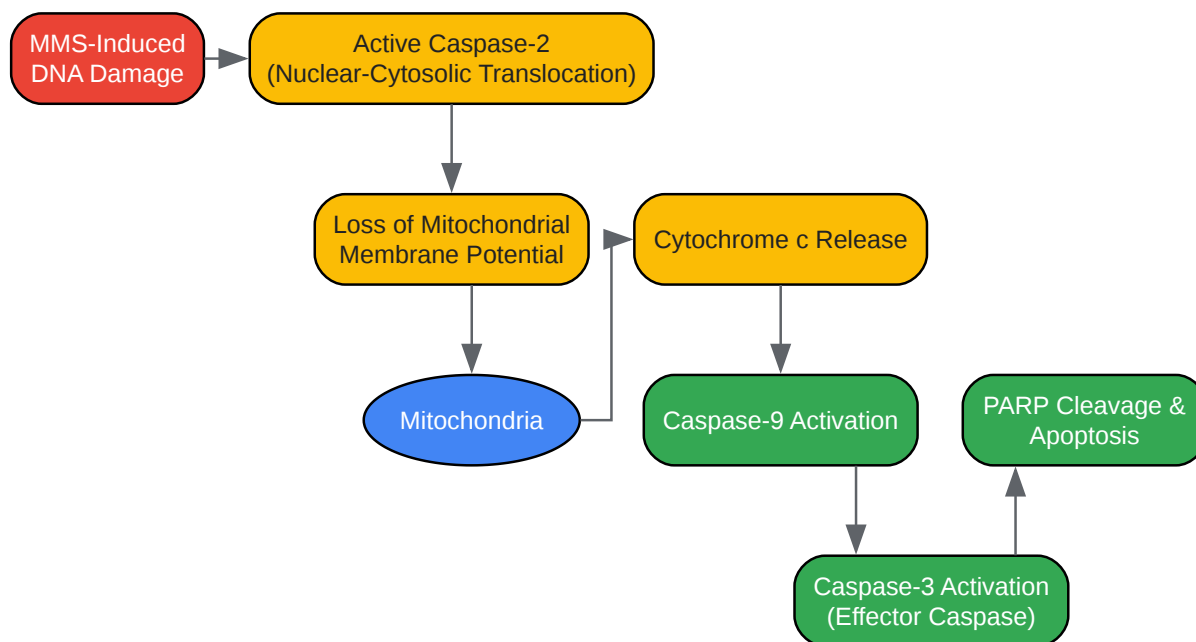 MMS-Induced
DNA Damage
Active Caspase-2
(Nuclear-Cytosolic Translocation)
Loss of Mitochondrial
Membrane Potential
Cytochrome c Release
Mitochondria
Caspase-9 Activation
PARP Cleavage &
Apoptosis
Caspase-3 Activation
(Effector Caspase)